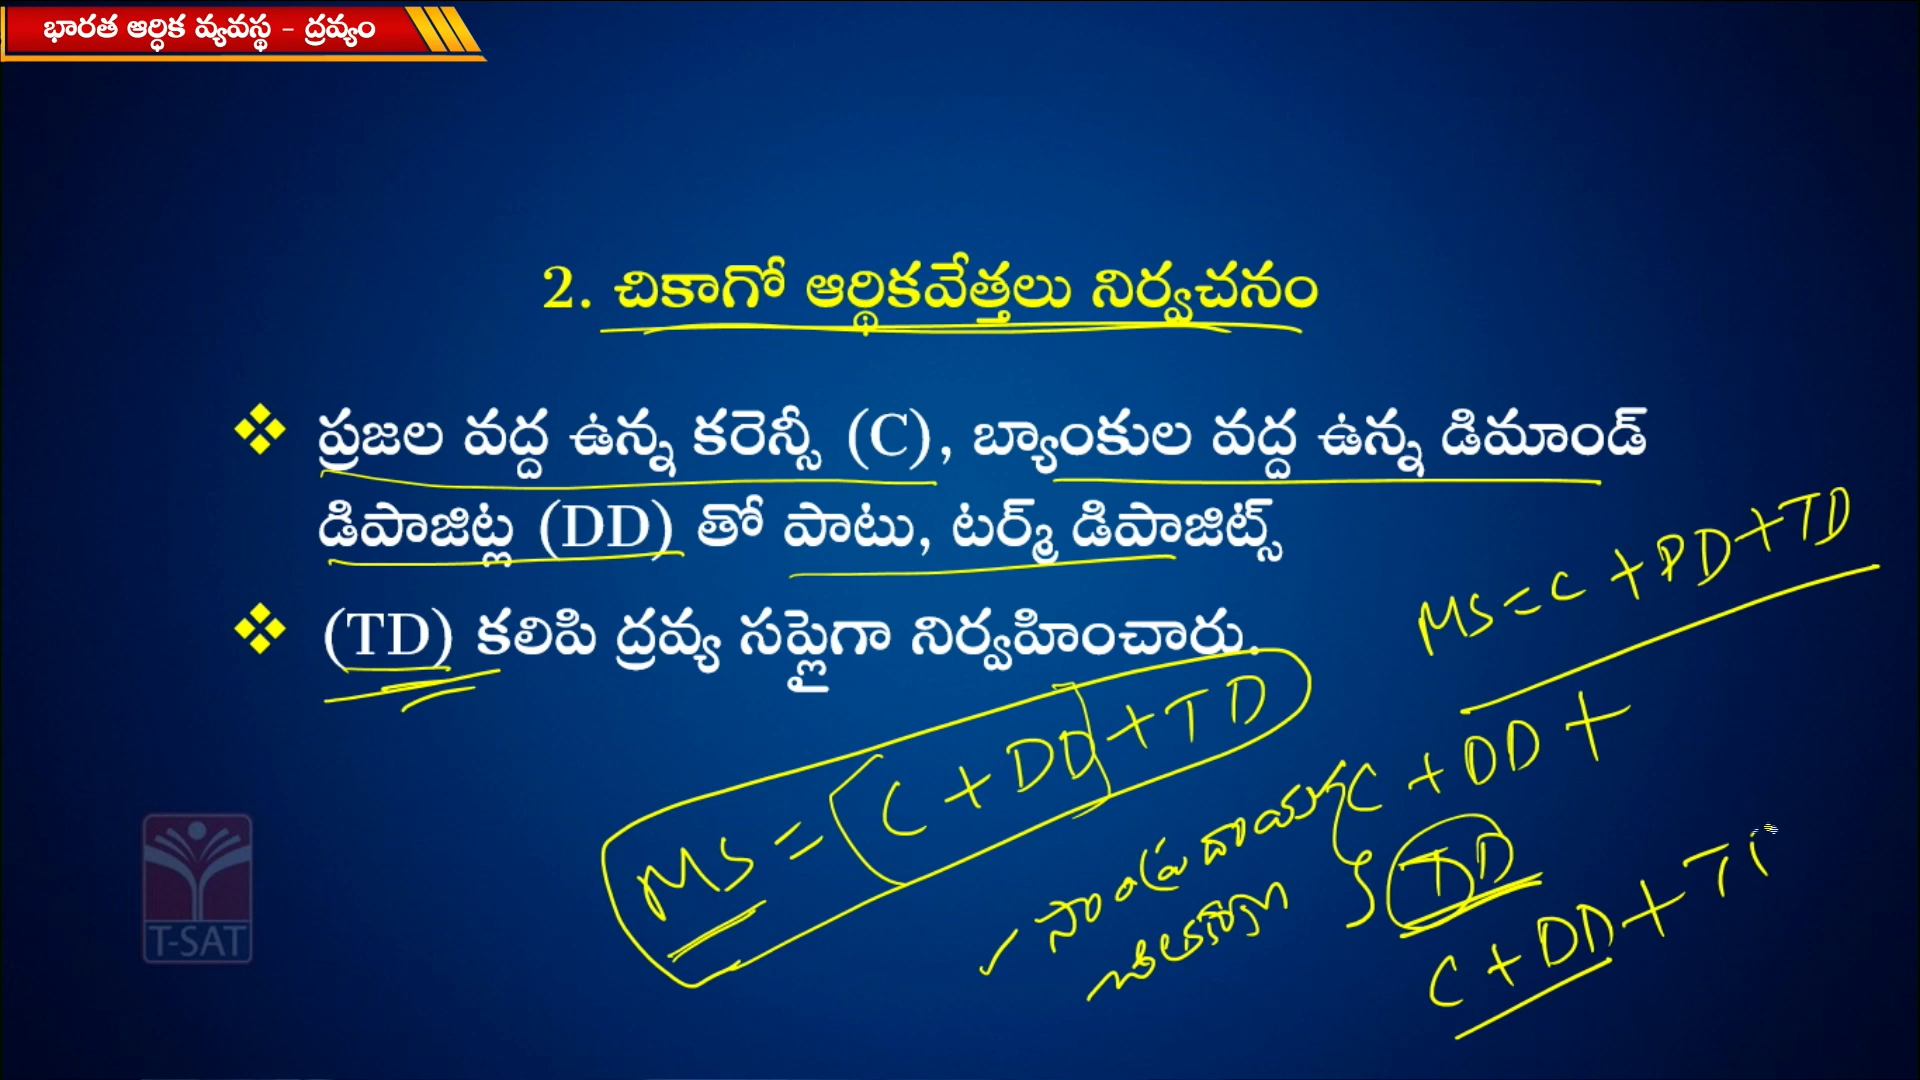 భారత ఆర్ధిక వ్యవస్థ - ద్రవ్యం
2. చికాగో ఆర్థికవేత్తలు నిర్వచనం
ప్రజల వద్ద ఉన్న కరెన్సీ (C), బ్యాంకుల వద్ద ఉన్న డిమాండ్
డిపాజిట్ల (DD) తో పాటు, టర్మ్ డిపాజిట్స్
(TD) కలిపి ద్రవ్య సప్లైగా నిర్వహించారు.
MS = C + DD + TD
MS = C + DD + TD
C + DD +
TD
C + DD +
T-SAT